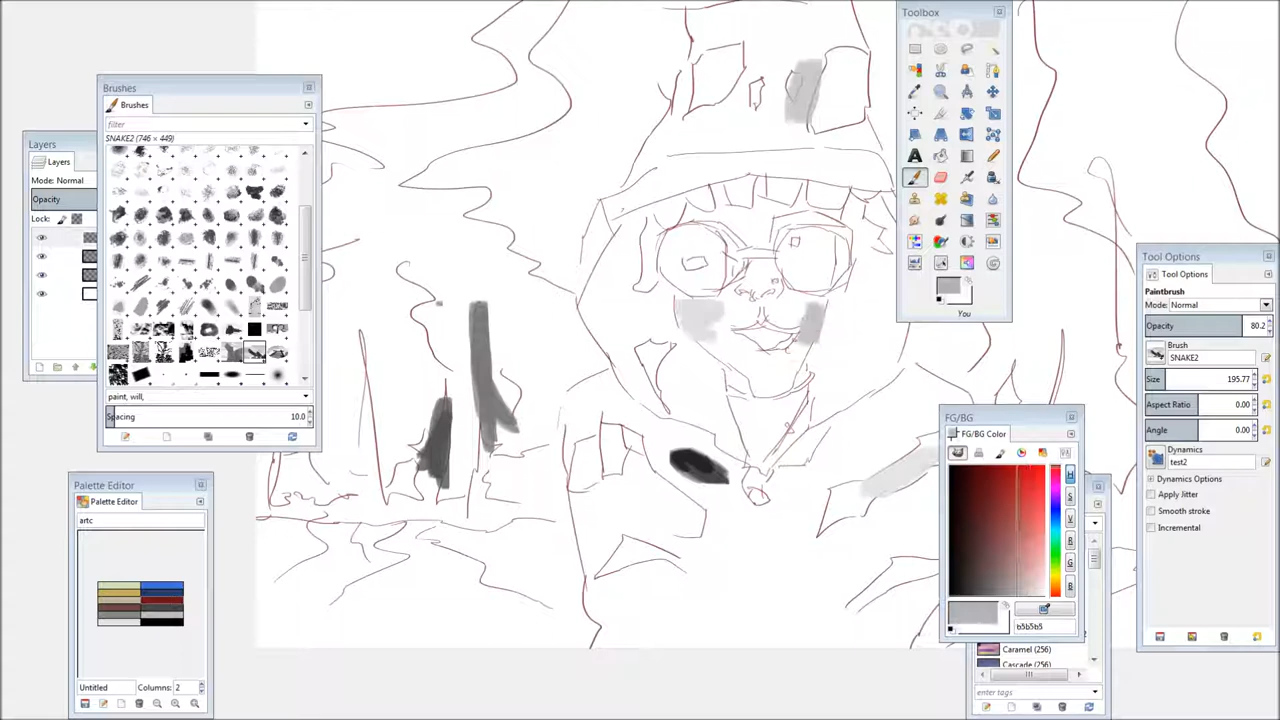 Toolbox
You
Brushes
Brushes
filter
SNAKE2 (746 × 449)
paint, will,
Spacing
10.0
Layers
Layers
Mode: Normal
Opacity
Lock:
Palette Editor
Palette Editor
artc
Untitled
Columns: 2
Tool Options
Tool Options
Paintbrush
Mode: Normal
Opacity
80.2
Brush
SNAKE2
Size
195.77
Aspect Ratio
0.00
Angle
0.00
Dynamics
test2
Dynamics Options
Apply Jitter
Smooth stroke
Incremental
FG/BG
FG/BG Color
H
S
V
R
G
B
b5b5b5
Caramel (256)
Cascade (256)
enter tags